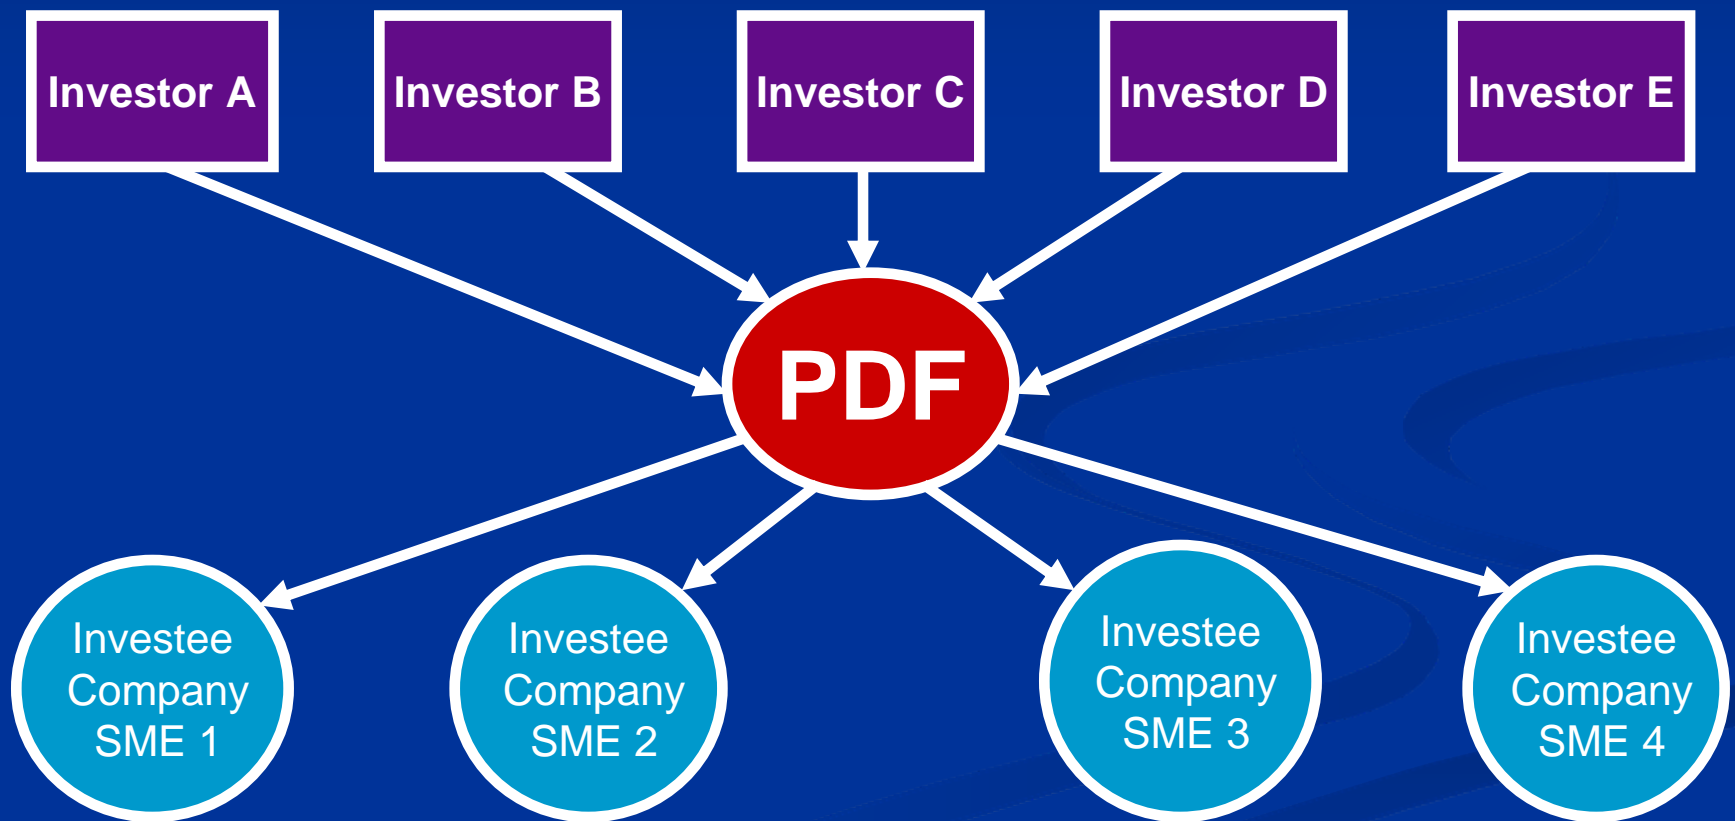 Investor A
Investor B
Investor C
Investor D
Investor E
PDF
Investee
Company
SME 1
Investee
Company
SME 2
Investee
Company
SME 3
Investee
Company
SME 4